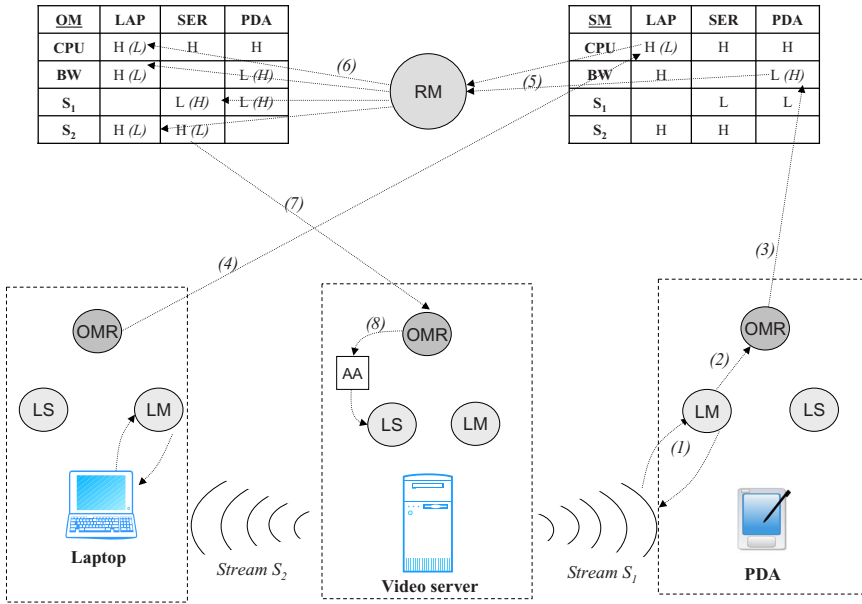 OM LAP SER PDA
CPU H (L) H H
BW H (L) L (H)
S1 L (H) L (H)
S2 H (L) H (L)
SM LAP SER PDA
CPU H (L) H H
BW H L (H)
S1 L L
S2 H H
RM
(6)
(5)
(7)
(4)
(3)
OMR
LS
LM
Laptop
Stream S2
(8)
OMR
AA
LS
LM
Video server
Stream S1
OMR
(2)
LM
LS
(1)
PDA